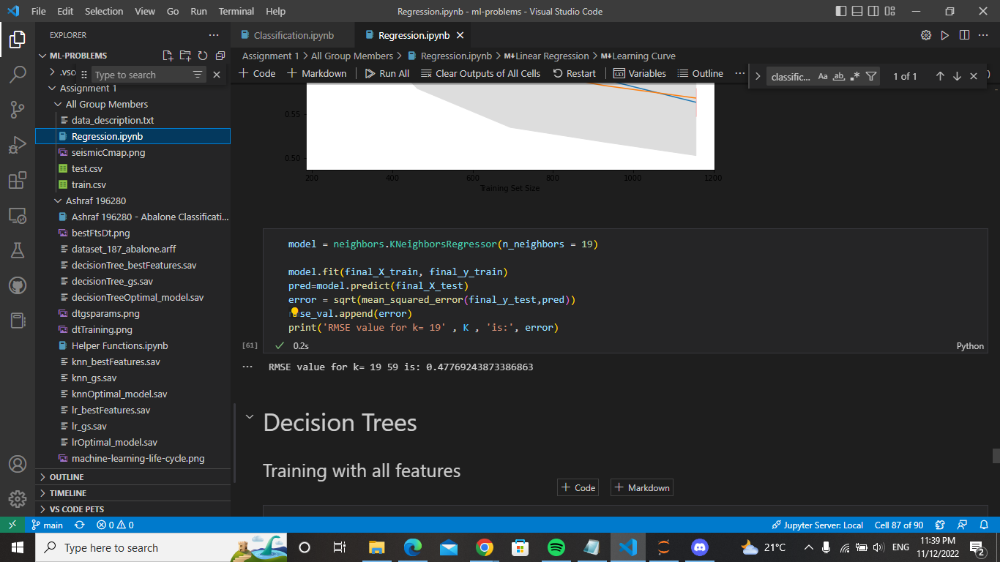 File Edit Selection View Go Run Terminal Help Regression.ipynb - ml-problems - Visual Studio Code
EXPLORER
ML-PROBLEMS
.vsc
Type to search
Assignment 1
All Group Members
data_description.txt
Regression.ipynb
seismicCmap.png
test.csv
train.csv
Ashraf 196280
Ashraf 196280 - Abalone Classificati...
bestFtsDt.png
dataset_187_abalone.arff
decisionTree_bestFeatures.sav
decisionTree_gs.sav
decisionTreeOptimal_model.sav
dtgsparams.png
dtTraining.png
Helper Functions.ipynb
knn_bestFeatures.sav
knn_gs.sav
knnOptimal_model.sav
lr_bestFeatures.sav
lr_gs.sav
lrOptimal_model.sav
machine-learning-life-cycle.png
OUTLINE
TIMELINE
VS CODE PETS
Classification.ipynb Regression.ipynb
Assignment 1 > All Group Members > Regression.ipynb > M↓Linear Regression > M↓Learning Curve
+ Code + Markdown Run All Clear Outputs of All Cells Restart Variables Outline ...
classific... Aa ab, .* 1 of 1
0.55
0.50
200 400 600 800 1000 1200
Training Set Size
model = neighbors.KNeighborsRegressor(n_neighbors = 19)
model.fit(final_X_train, final_y_train)
pred=model.predict(final_X_test)
error = sqrt(mean_squared_error(final_y_test,pred))
rmse_val.append(error)
print('RMSE value for k= 19' , K , 'is:', error)
[61] 0.2s Python
... RMSE value for k= 19 59 is: 0.47769243873386863
Decision Trees
Training with all features
+ Code + Markdown
main 0 0 Jupyter Server: Local Cell 87 of 90
Type here to search 21°C ENG 11:39 PM
11/12/2022 2